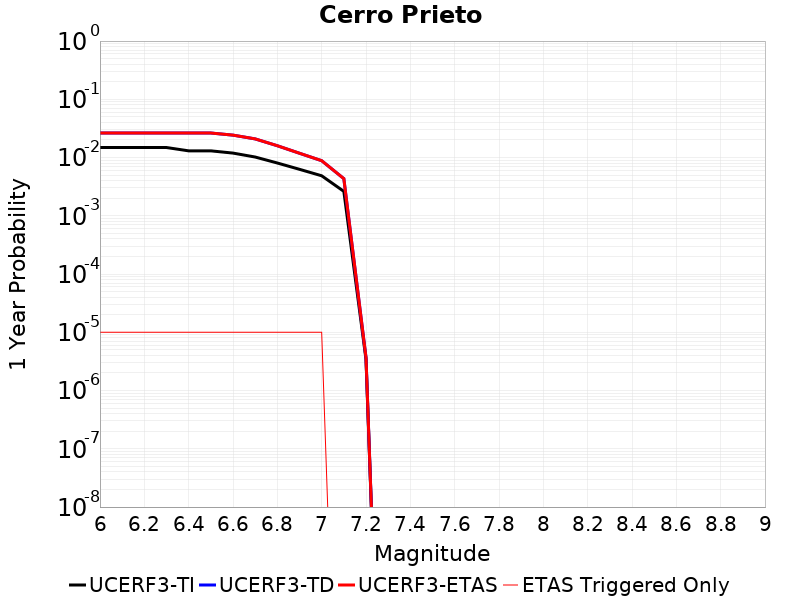 Cerro Prieto
1 Year Probability
10^0
10^-1
10^-2
10^-3
10^-4
10^-5
10^-6
10^-7
10^-8
6 6.2 6.4 6.6 6.8 7 7.2 7.4 7.6 7.8 8 8.2 8.4 8.6 8.8 9
Magnitude
UCERF3-TI UCERF3-TD UCERF3-ETAS ETAS Triggered Only